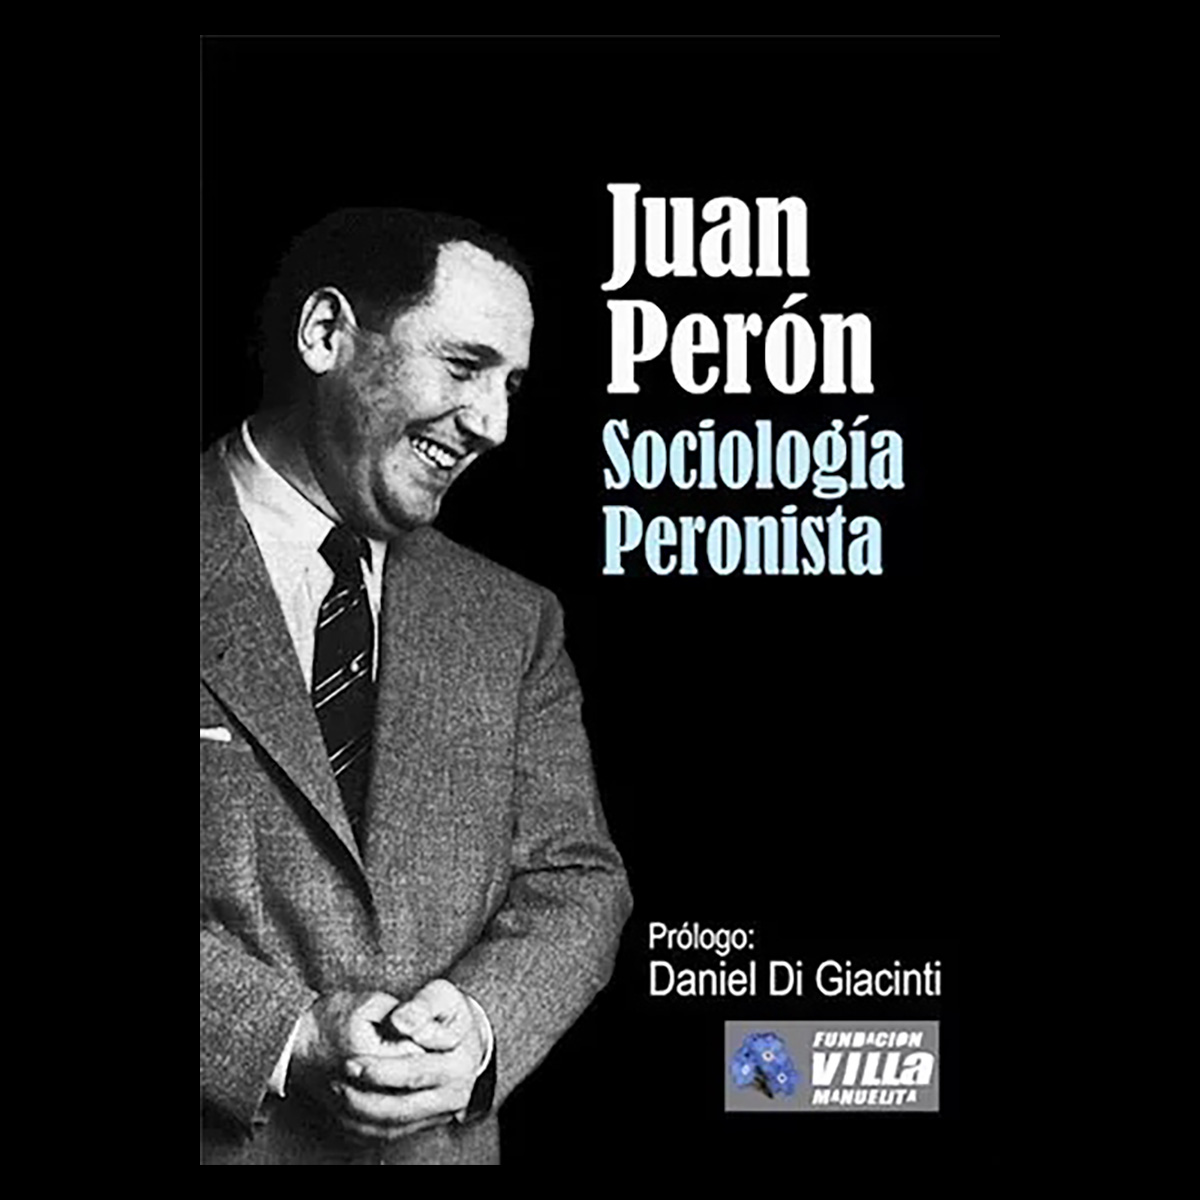 Juan
Perón
Sociología
Peronista
Prólogo:
Daniel Di Giacinti
FUNDACION
VILLa
MANUELITA